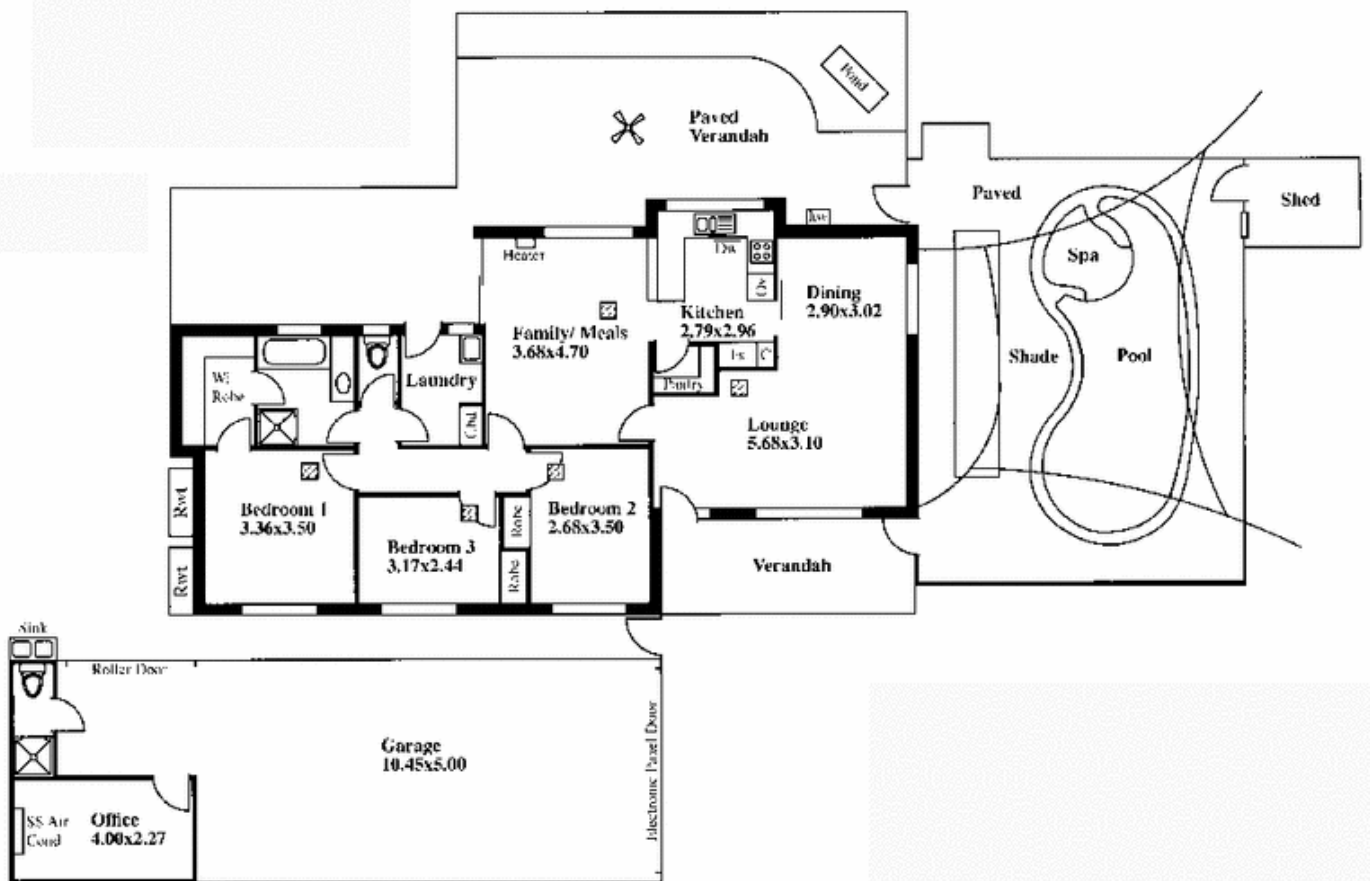 Pond
Paved
Verandah
Paved
Shed
Heater
Dw
Spa
Dining
2.90x3.02
Kitchen
2.79x2.96
Family/ Meals
3.68x4.70
Shade
Pool
Wi
Robe
Laundry
Pantry
Cbd
Lounge
5.68x3.10
Rwt
Bedroom 1
3.36x3.50
Bedroom 2
2.68x3.50
Robe
Bedroom 3
3.17x2.44
Rwt
Robe
Verandah
Sink
Roller Door
Electronic Panel Door
Garage
10.45x5.00
SS Air
Cond
Office
4.00x2.27